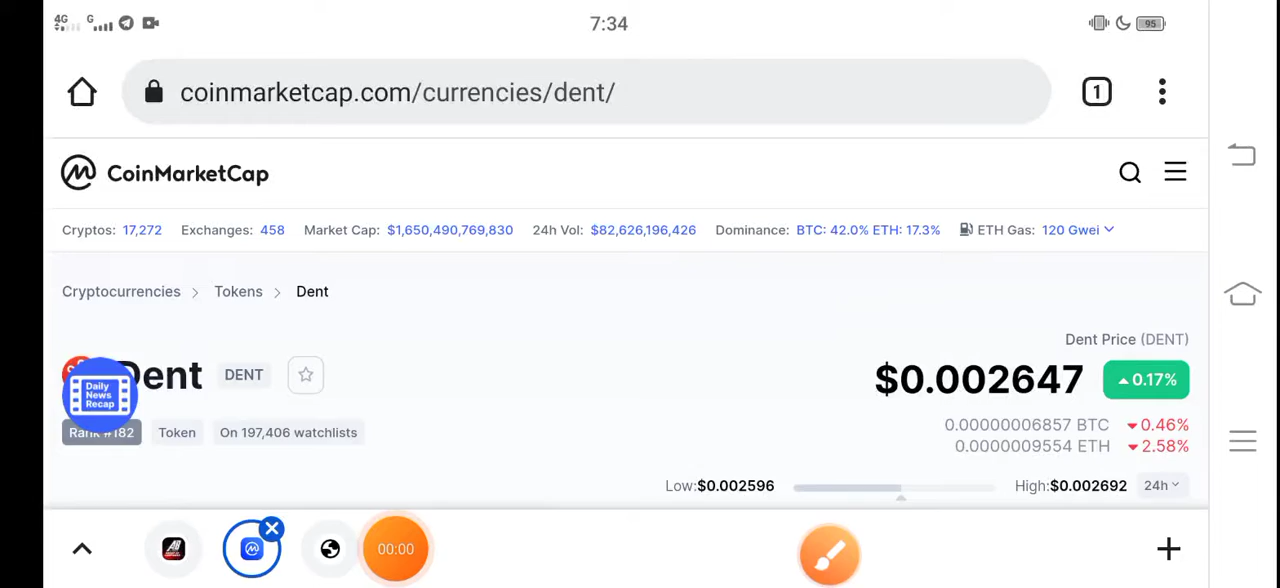 4G G 7:34 95
coinmarketcap.com/currencies/dent/ 1
CoinMarketCap
Cryptos: 17,272 Exchanges: 458 Market Cap: $1,650,490,769,830 24h Vol: $82,626,196,426 Dominance: BTC: 42.0% ETH: 17.3% ETH Gas: 120 Gwei
Cryptocurrencies > Tokens > Dent
Dent Price (DENT)
Dent DENT $0.002647 0.17%
Daily
News
Recap
Rank #182 Token On 197,406 watchlists
0.00000006857 BTC 0.46%
0.0000009554 ETH 2.58%
Low:$0.002596 High:$0.002692 24h
00:00